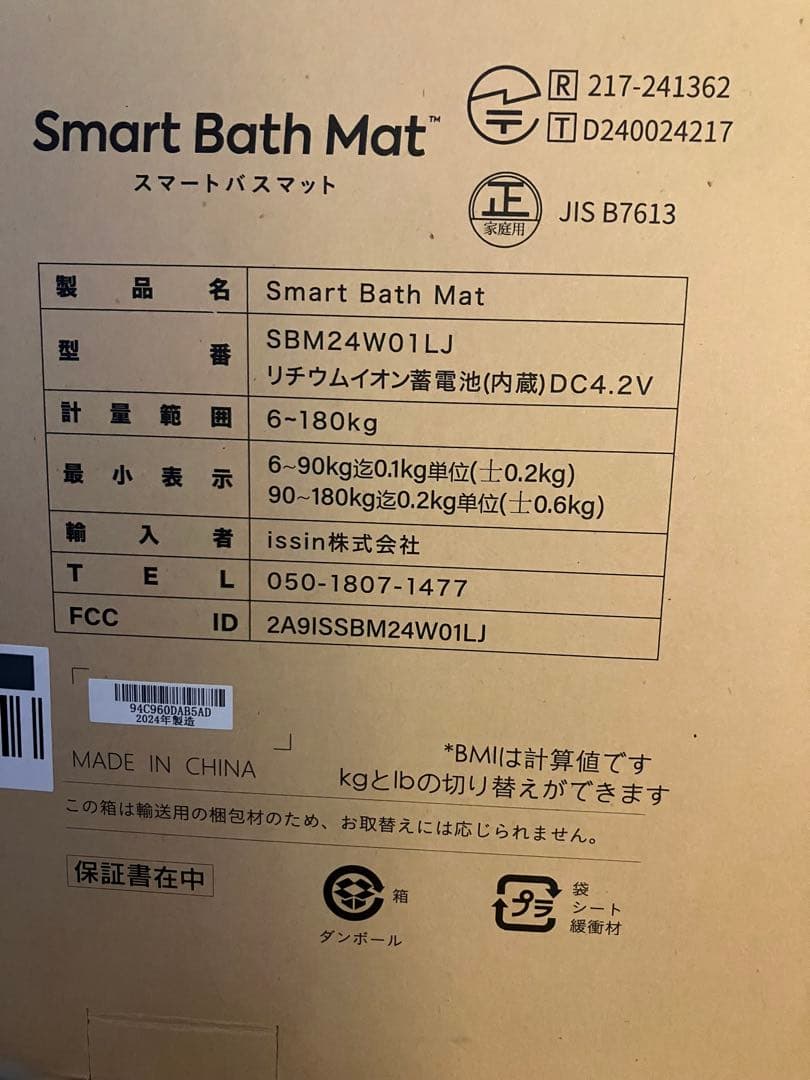 Smart Bath Mat™
スマートバスマット
R 217-241362
T D240024217
正
家庭用
JIS B7613
製品名 Smart Bath Mat
型番 SBM24W01LJ
リチウムイオン蓄電池(内蔵)DC4.2V
計量範囲 6~180kg
最小表示 6~90kg迄0.1kg単位(士0.2kg)
90~180kg迄0.2kg単位(士0.6kg)
輸入者 issin株式会社
TEL 050-1807-1477
FCC ID 2A9ISSBM24W01LJ
94C960DAB5AD
2024年製造
MADE IN CHINA
*BMIは計算値です
kgとlbの切り替えができます
この箱は輸送用の梱包材のため、お取替えには応じられません。
保証書在中
箱
ダンボール
プラ
袋
シート
緩衝材